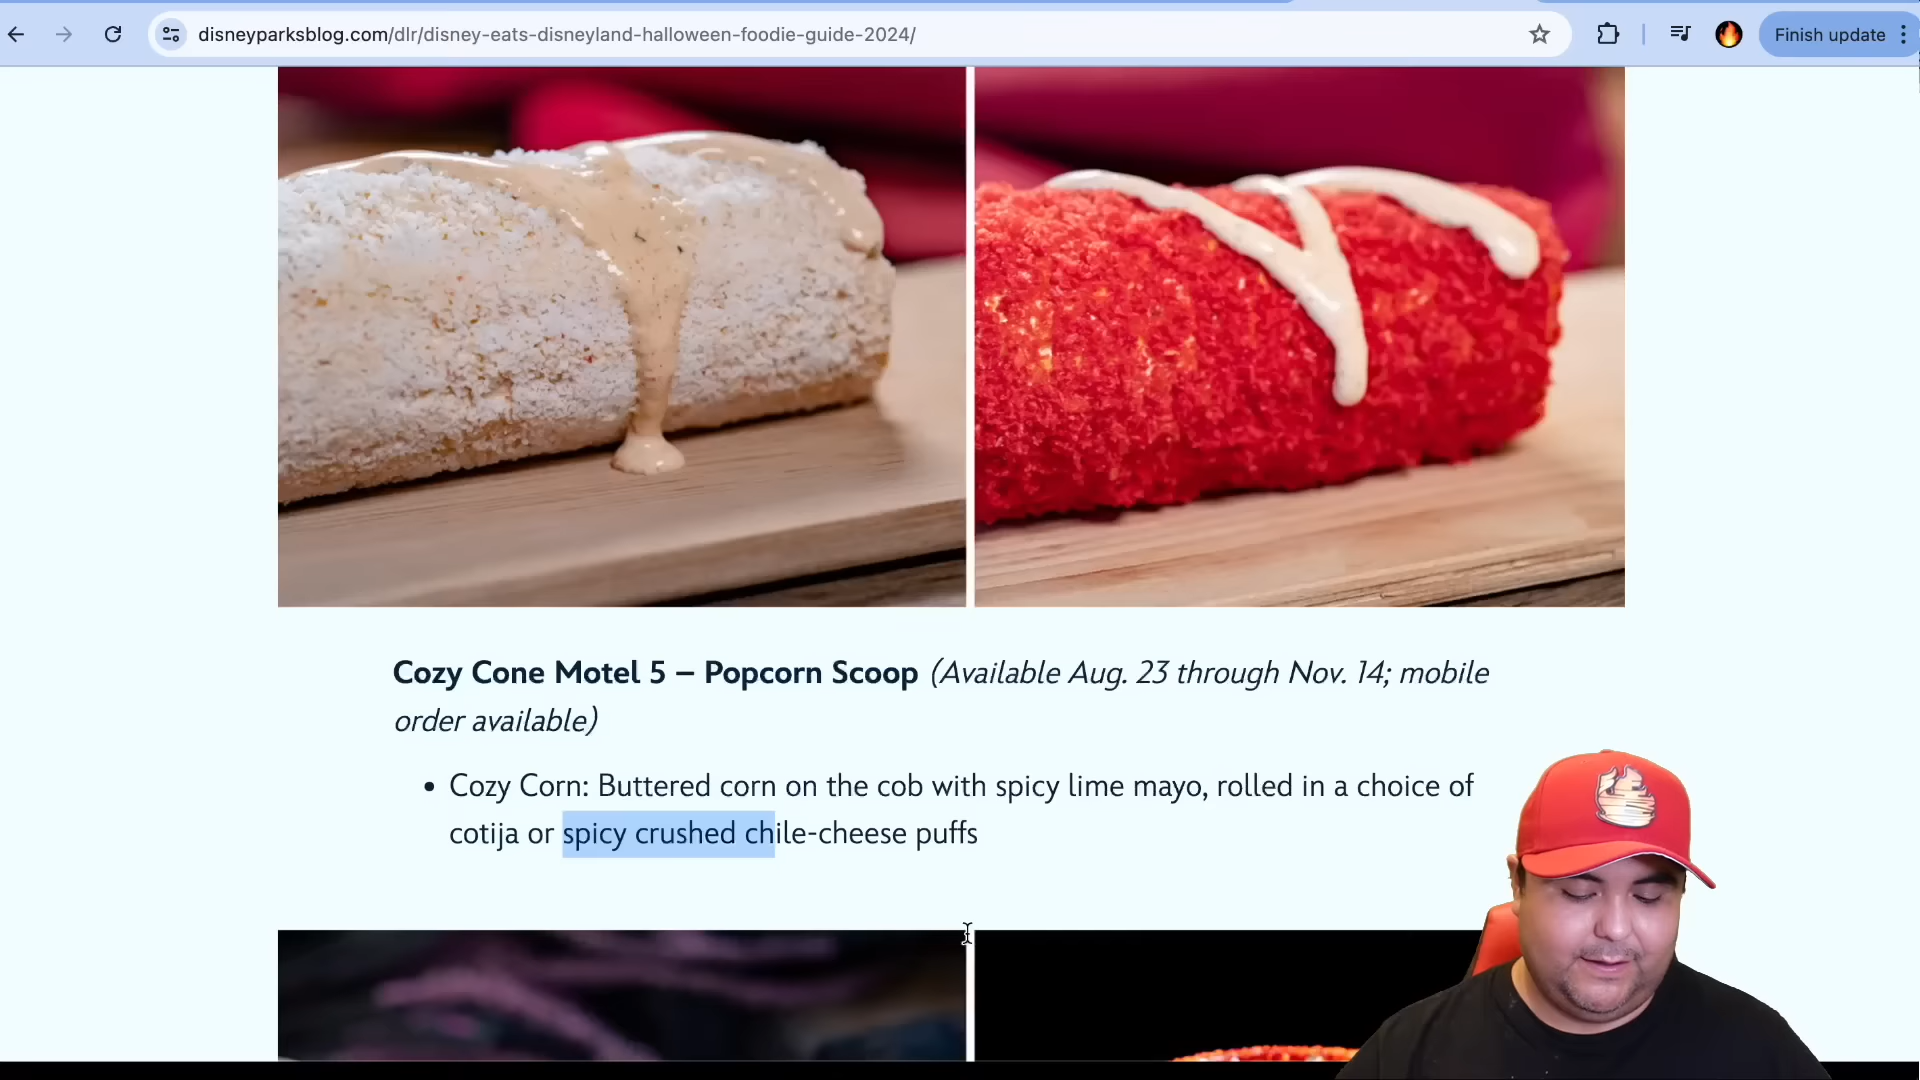 disneyparksblog.com/dlr/disney-eats-disneyland-halloween-foodie-guide-2024/
Finish update
Cozy Cone Motel 5 – Popcorn Scoop (Available Aug. 23 through Nov. 14; mobile
order available)
• Cozy Corn: Buttered corn on the cob with spicy lime mayo, rolled in a choice of
cotija or spicy crushed chile-cheese puffs